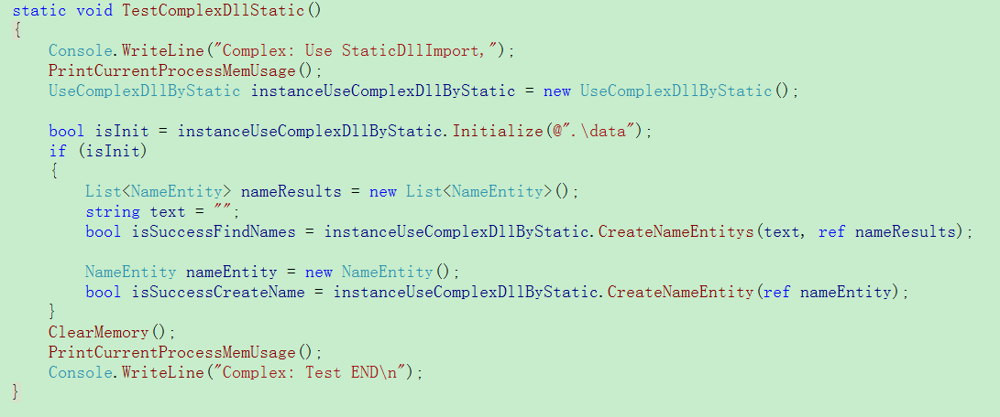 static void TestComplexDllStatic()
{
    Console.WriteLine("Complex: Use StaticDllImport,");
    PrintCurrentProcessMemUsage();
    UseComplexDllByStatic instanceUseComplexDllByStatic = new UseComplexDllByStatic();

    bool isInit = instanceUseComplexDllByStatic.Initialize(@".\data");
    if (isInit)
    {
        List<NameEntity> nameResults = new List<NameEntity>();
        string text = "";
        bool isSuccessFindNames = instanceUseComplexDllByStatic.CreateNameEntitys(text, ref nameResults);

        NameEntity nameEntity = new NameEntity();
        bool isSuccessCreateName = instanceUseComplexDllByStatic.CreateNameEntity(ref nameEntity);
    }
    ClearMemory();
    PrintCurrentProcessMemUsage();
    Console.WriteLine("Complex: Test END\n");
}